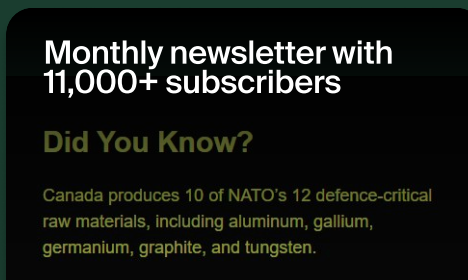 Monthly newsletter with
11,000+ subscribers
Did You Know?
Canada produces 10 of NATO’s 12 defence-critical
raw materials, including aluminum, gallium,
germanium, graphite, and tungsten.